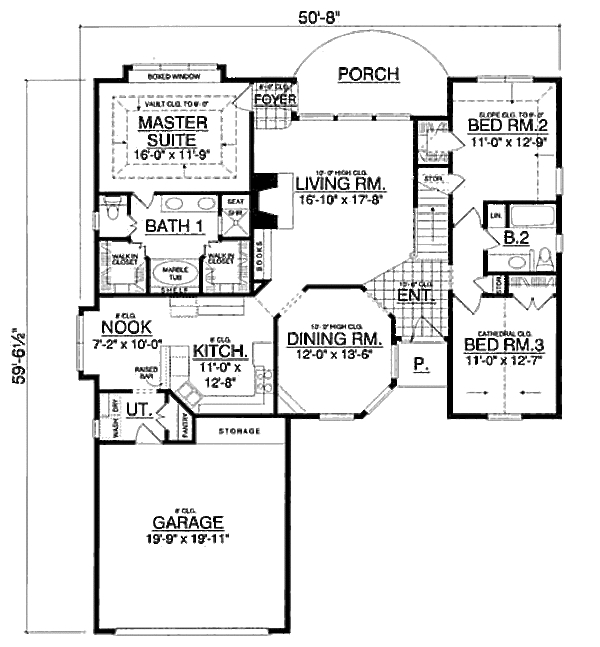 50'-8"
BOXED WINDOW
PORCH
8'-0" CLG.
FOYER
VAULT CLG. TO 9'-0"
MASTER
SUITE
16'-0" x 11'-9"
SLOPE CLG. TO 9'-0"
BED RM.2
11'-0" x 12'-9"
10'-0" HIGH CLG.
LIVING RM.
16'-10" x 17'-8"
STOR.
SEAT
SHR
BATH 1
LIN.
B.2
WALK IN
CLOSET
MARBLE
TUB
WALK IN
CLOSET
SHELF
BOOKS
10'-6" CLG.
ENT.
STOR.
8' CLG.
NOOK
7'-2" x 10'-0"
8' CLG.
KITCH.
11'-0" x
12'-8"
10'-0" HIGH CLG.
DINING RM.
12'-0" x 13'-6"
CATHEDRAL CLG.
BED RM.3
11'-0" x 12'-7"
P.
59'-6½"
RAISED
BAR
DRY
WASH
UT.
PANTRY
STORAGE
8' CLG.
GARAGE
19'-9" x 19'-11"